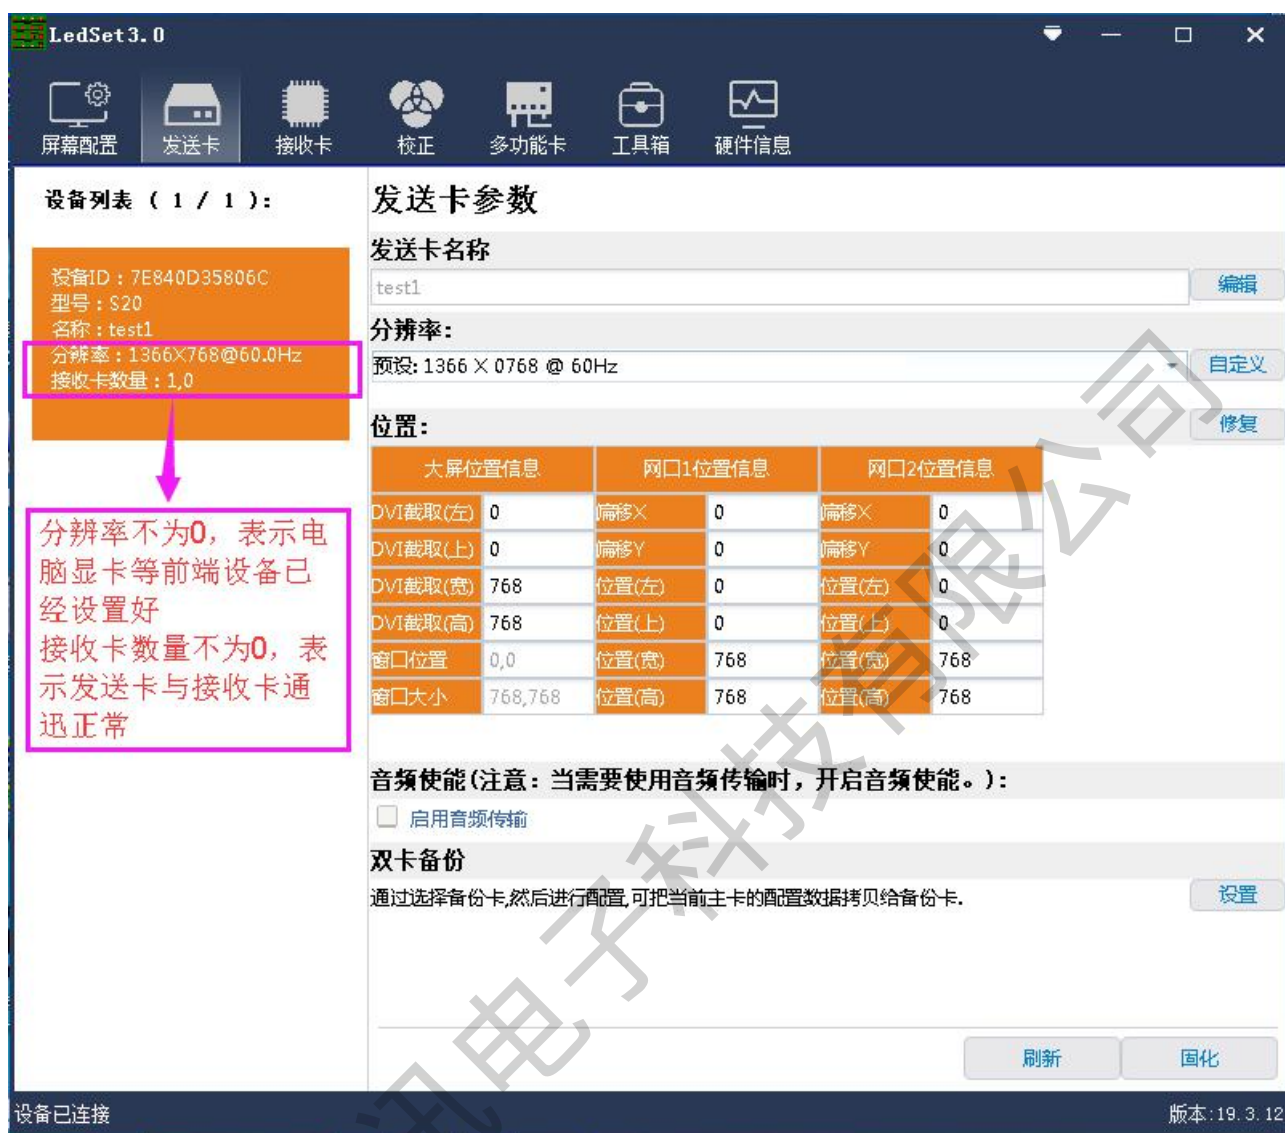 LedSet3.0
屏幕配置 发送卡 接收卡 校正 多功能卡 工具箱 硬件信息
设备列表 ( 1 / 1 ):
设备ID：7E840D35806C
型号：S20
名称：test1
分辨率：1366X768@60.0Hz
接收卡数量：1,0
分辨率不为0，表示电
脑显卡等前端设备已
经设置好
接收卡数量不为0，表
示发送卡与接收卡通
迅正常
发送卡参数
发送卡名称
test1 编辑
分辨率:
预设: 1366 X 0768 @ 60Hz 自定义
位置: 修复
大屏位置信息 网口1位置信息 网口2位置信息
DVI截取(左) 0 偏移X 0 偏移X 0
DVI截取(上) 0 偏移Y 0 偏移Y 0
DVI截取(宽) 768 位置(左) 0 位置(左) 0
DVI截取(高) 768 位置(上) 0 位置(上) 0
窗口位置 0,0 位置(宽) 768 位置(宽) 768
窗口大小 768,768 位置(高) 768 位置(高) 768
音频使能(注意：当需要使用音频传输时，开启音频使能。):
启用音频传输
双卡备份
通过选择备份卡,然后进行配置,可把当前主卡的配置数据拷贝给备份卡. 设置
刷新 固化
设备已连接 版本:19.3.12
讯电子科技有限公司